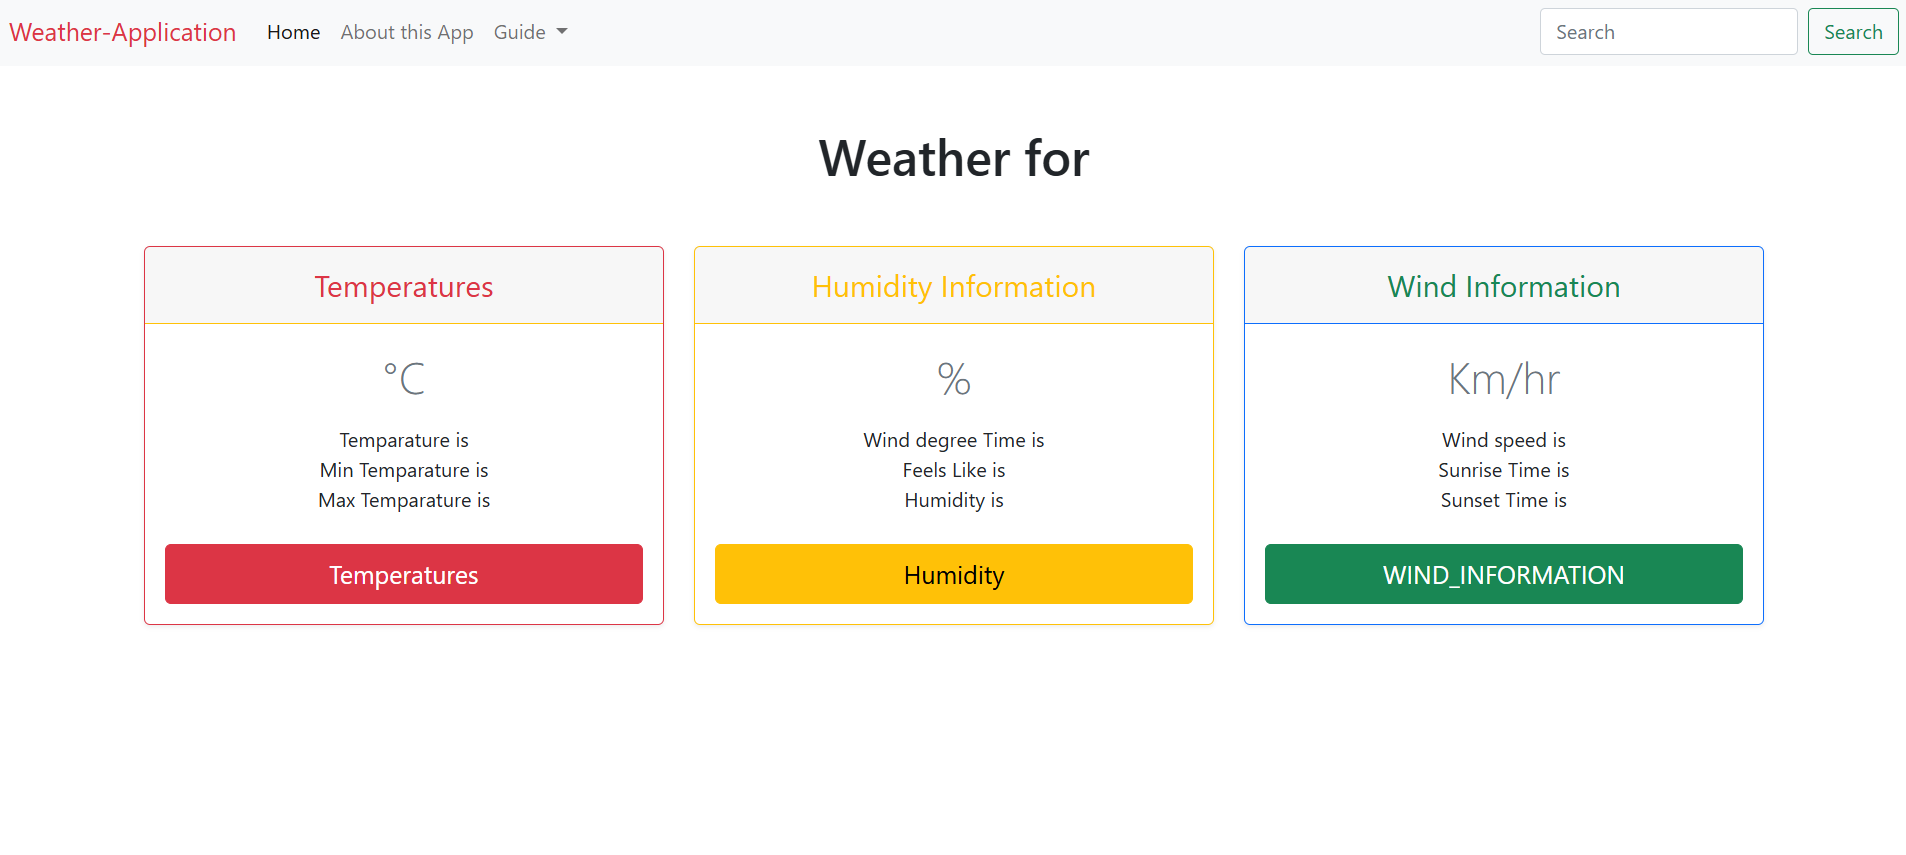 Weather-Application Home About this App Guide Search Search
Weather for
Temperatures
°C
Temparature is
Min Temparature is
Max Temparature is
Temperatures
Humidity Information
%
Wind degree Time is
Feels Like is
Humidity is
Humidity
Wind Information
Km/hr
Wind speed is
Sunrise Time is
Sunset Time is
WIND_INFORMATION